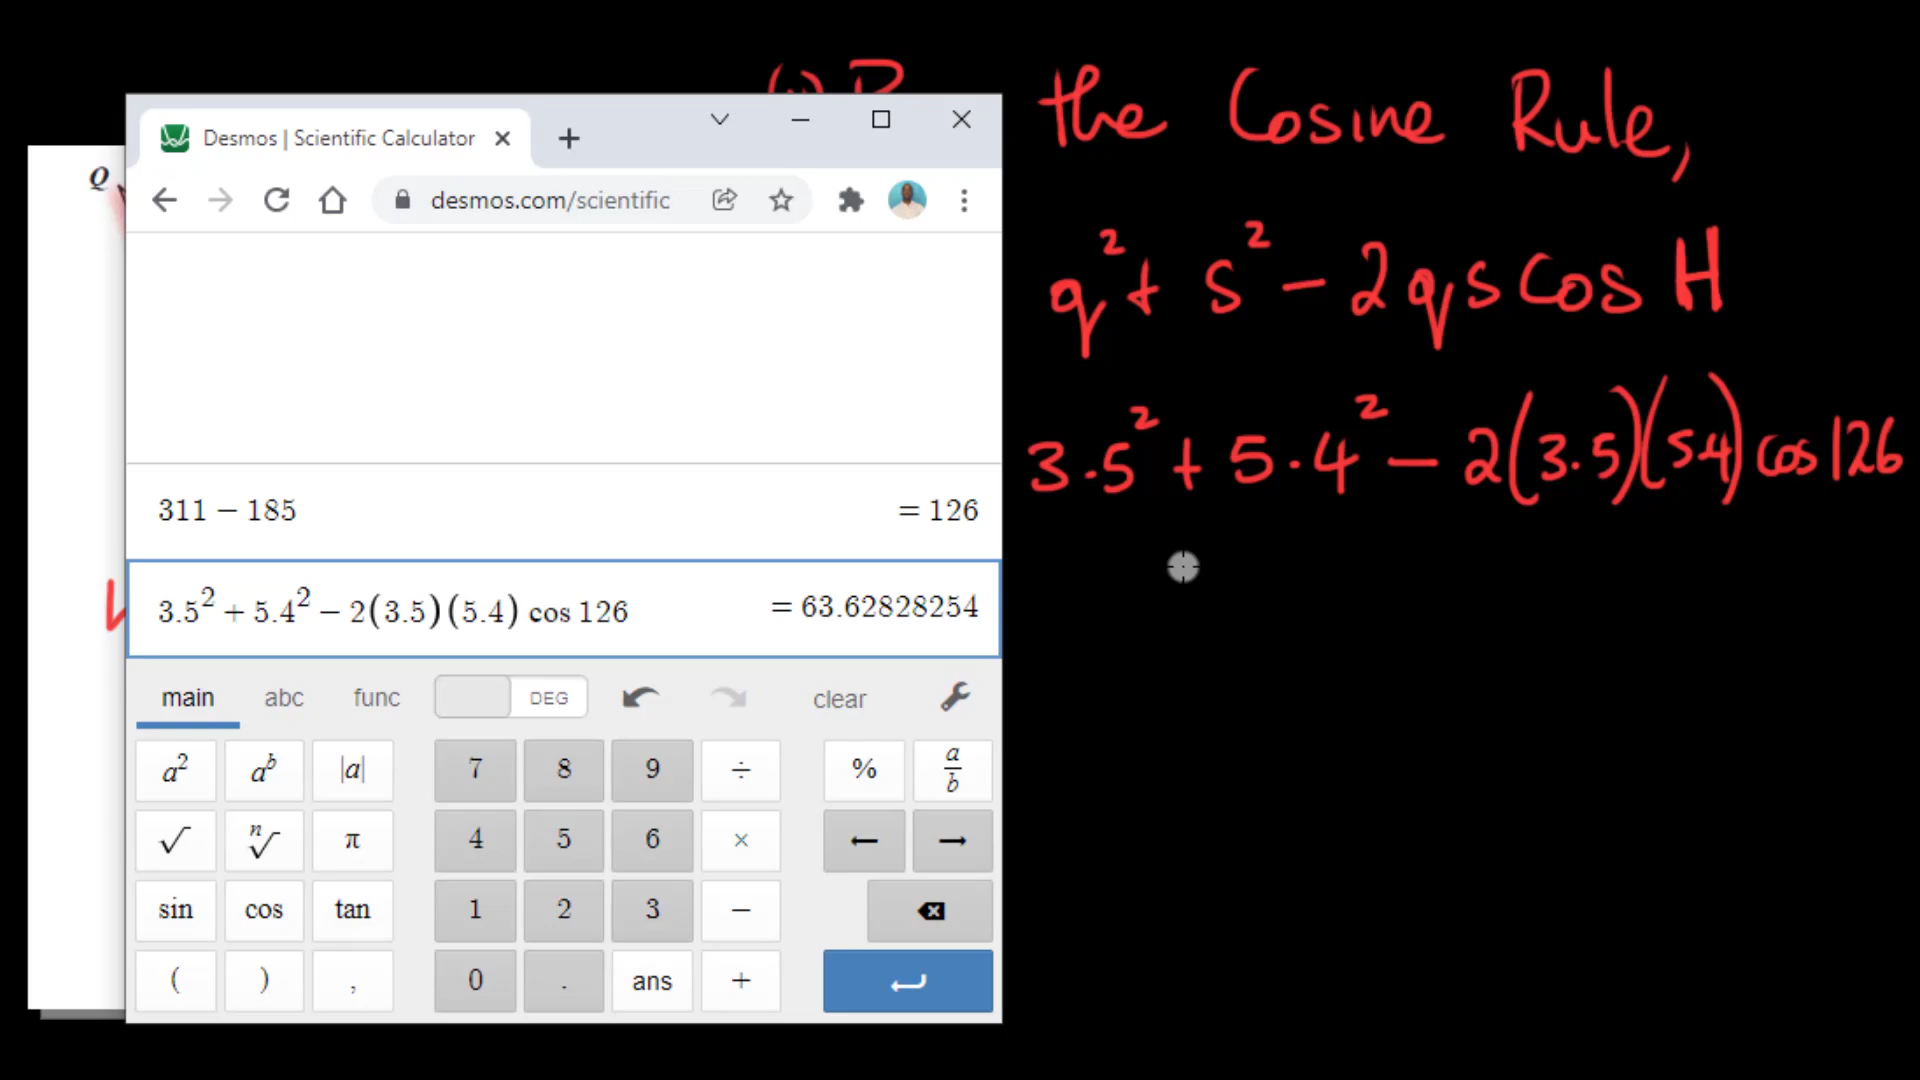 the Cosine Rule,
Q
Desmos | Scientific Calculator
desmos.com/scientific
q² + s² − 2qs cos H
3.5² + 5.4² − 2(3.5)(5.4) cos 126
311 − 185 = 126
3.5² + 5.4² − 2(3.5)(5.4) cos 126 = 63.62828254
main abc func DEG clear
a² aᵇ |a| 7 8 9 ÷ % a/b
√ ⁿ√ π 4 5 6 × ← →
sin cos tan 1 2 3 −
( ) , 0 . ans +